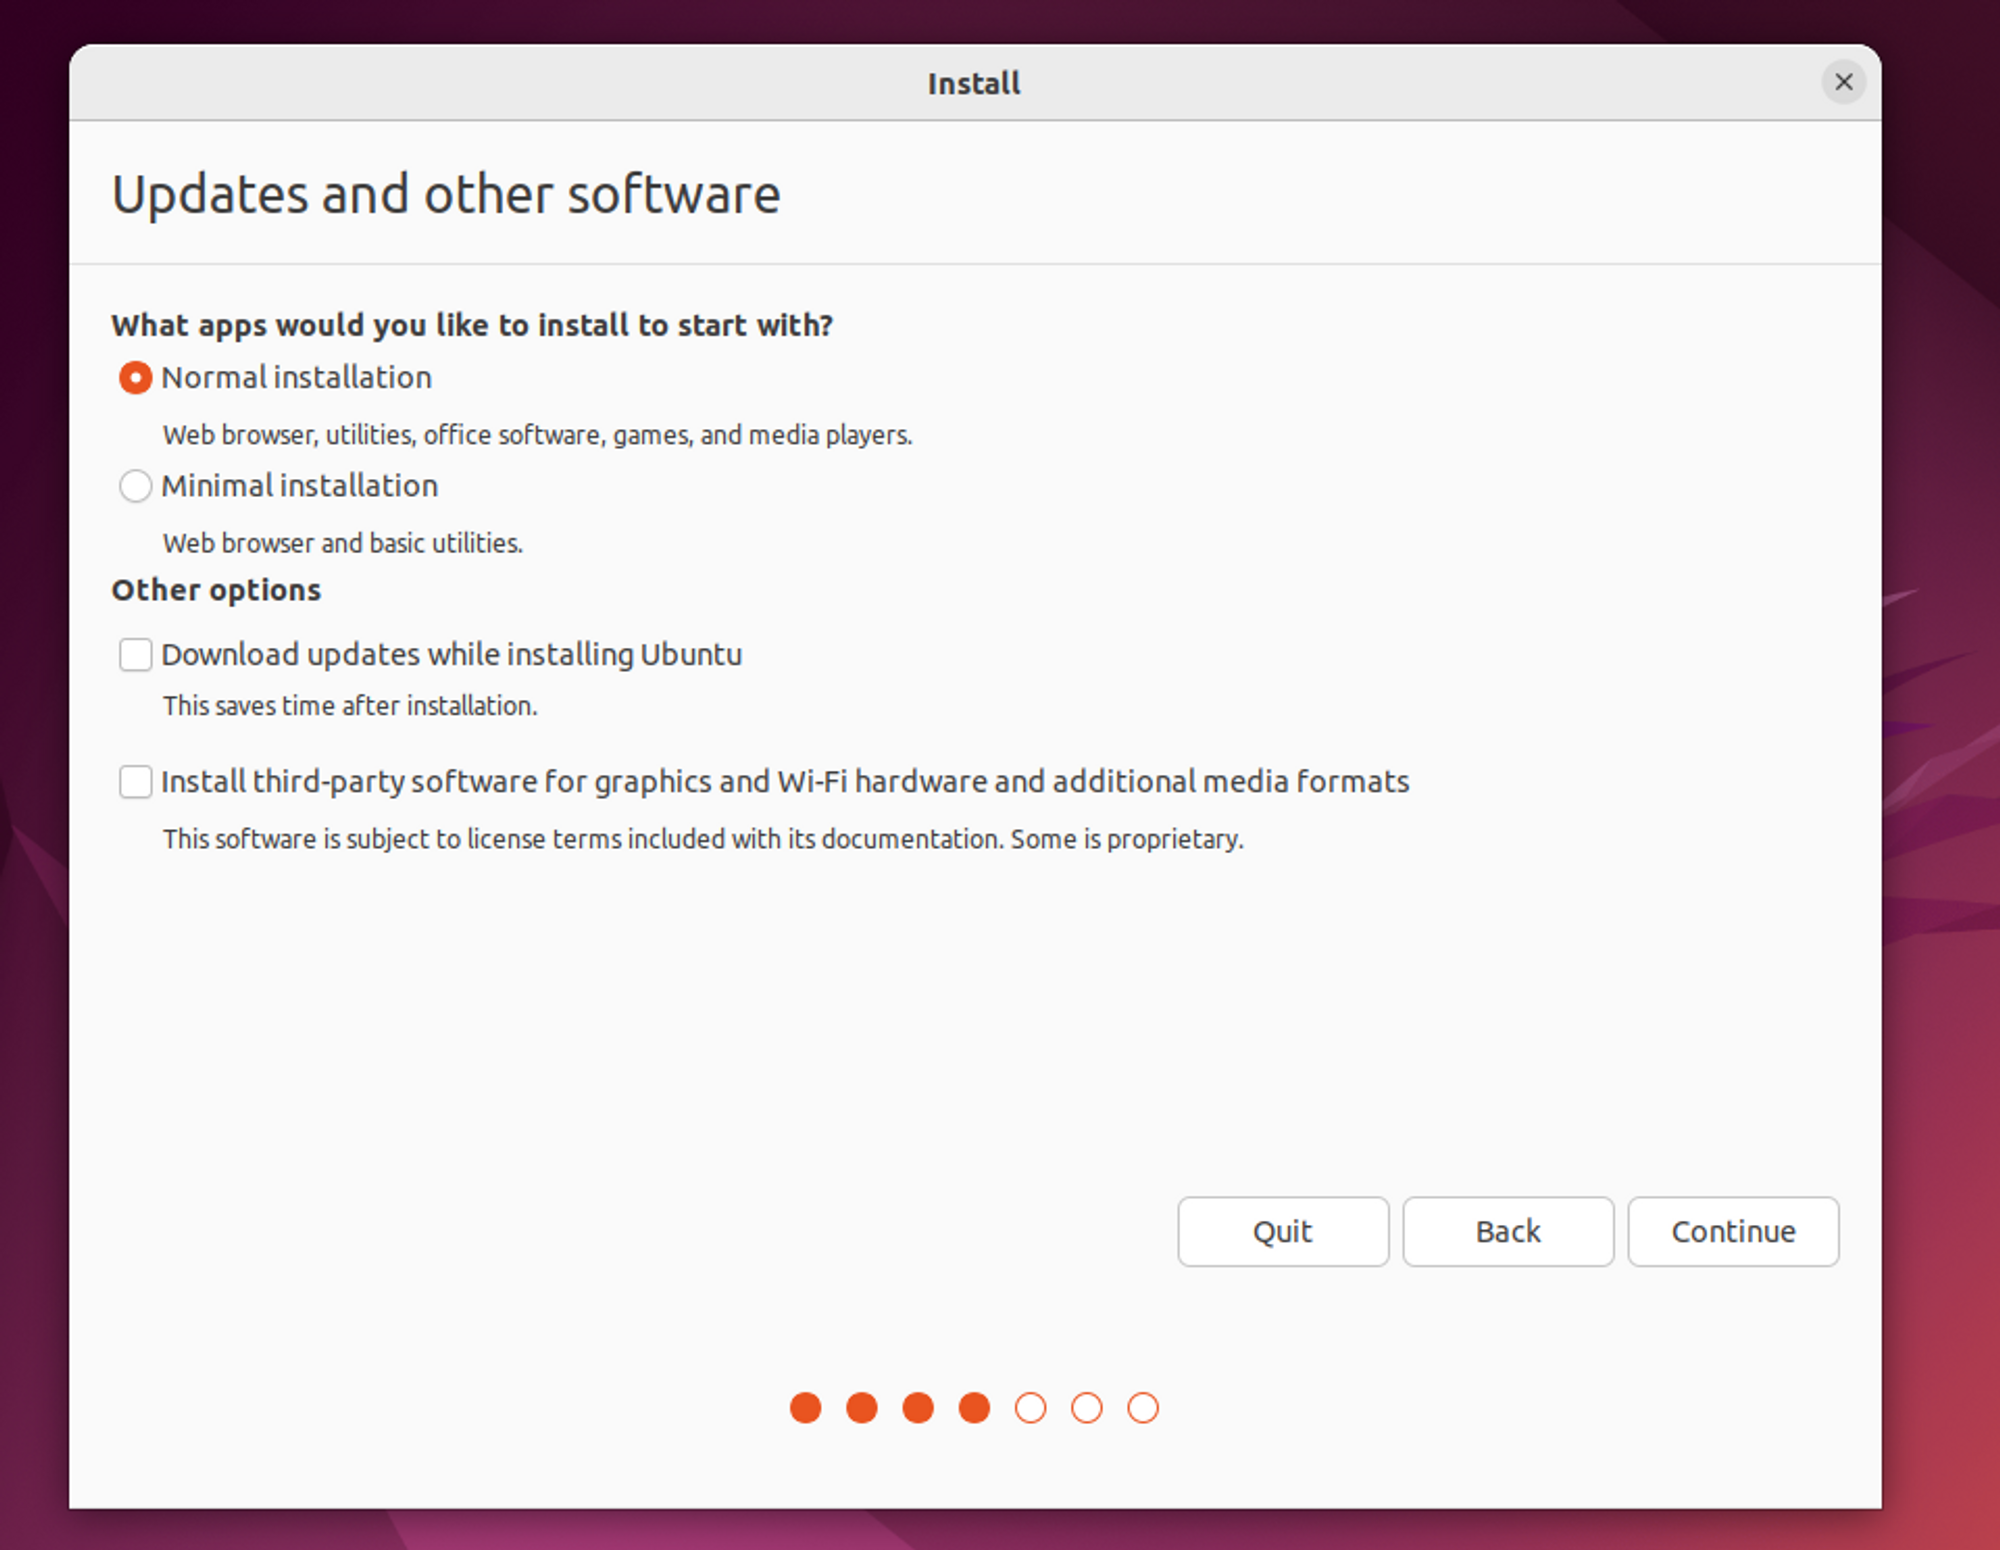 Install
Updates and other software
What apps would you like to install to start with?
Normal installation
Web browser, utilities, office software, games, and media players.
Minimal installation
Web browser and basic utilities.
Other options
Download updates while installing Ubuntu
This saves time after installation.
Install third-party software for graphics and Wi-Fi hardware and additional media formats
This software is subject to license terms included with its documentation. Some is proprietary.
Quit Back Continue